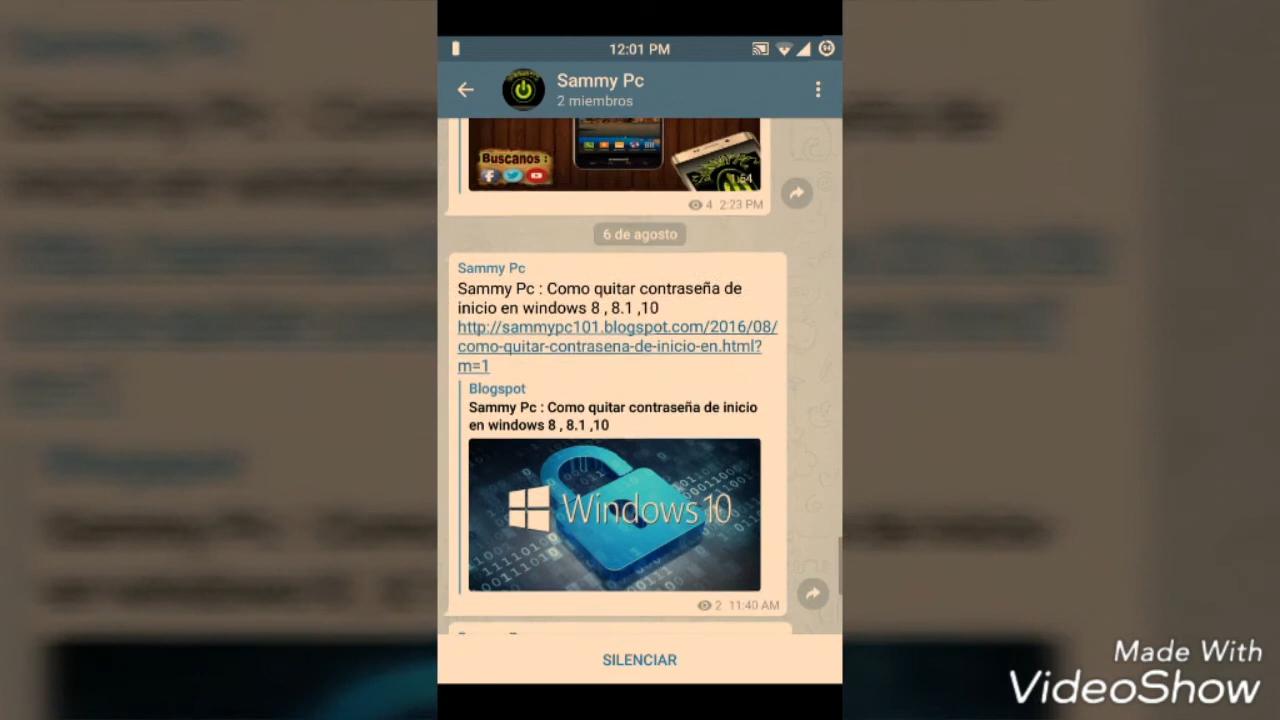 12:01 PM
94
Sammy Pc
2 miembros
Buscanos :
1:54
4 2:23 PM
6 de agosto
Sammy Pc
Sammy Pc : Como quitar contraseña de
inicio en windows 8 , 8.1 ,10
http://sammypc101.blogspot.com/2016/08/
como-quitar-contrasena-de-inicio-en.html?
m=1
Blogspot
Sammy Pc : Como quitar contraseña de inicio
en windows 8 , 8.1 ,10
Windows 10
2 11:40 AM
SILENCIAR
Made With
VideoShow